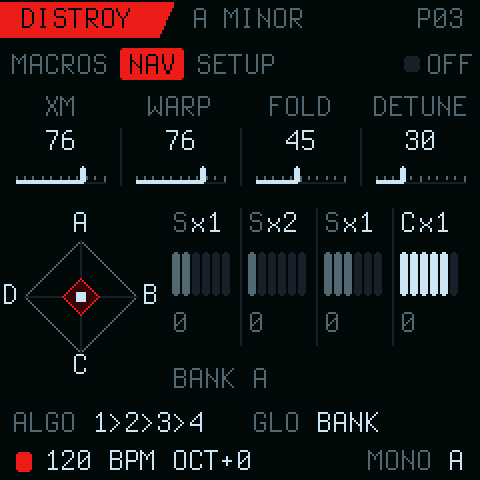 DISTROY A MINOR P03
MACROS NAV SETUP OFF
XM WARP FOLD DETUNE
76 76 45 30
A
Sx1 Sx2 Sx1 Cx1
D B
0 0 0 0
C
BANK A
ALGO 1>2>3>4 GLO BANK
120 BPM OCT+0 MONO A